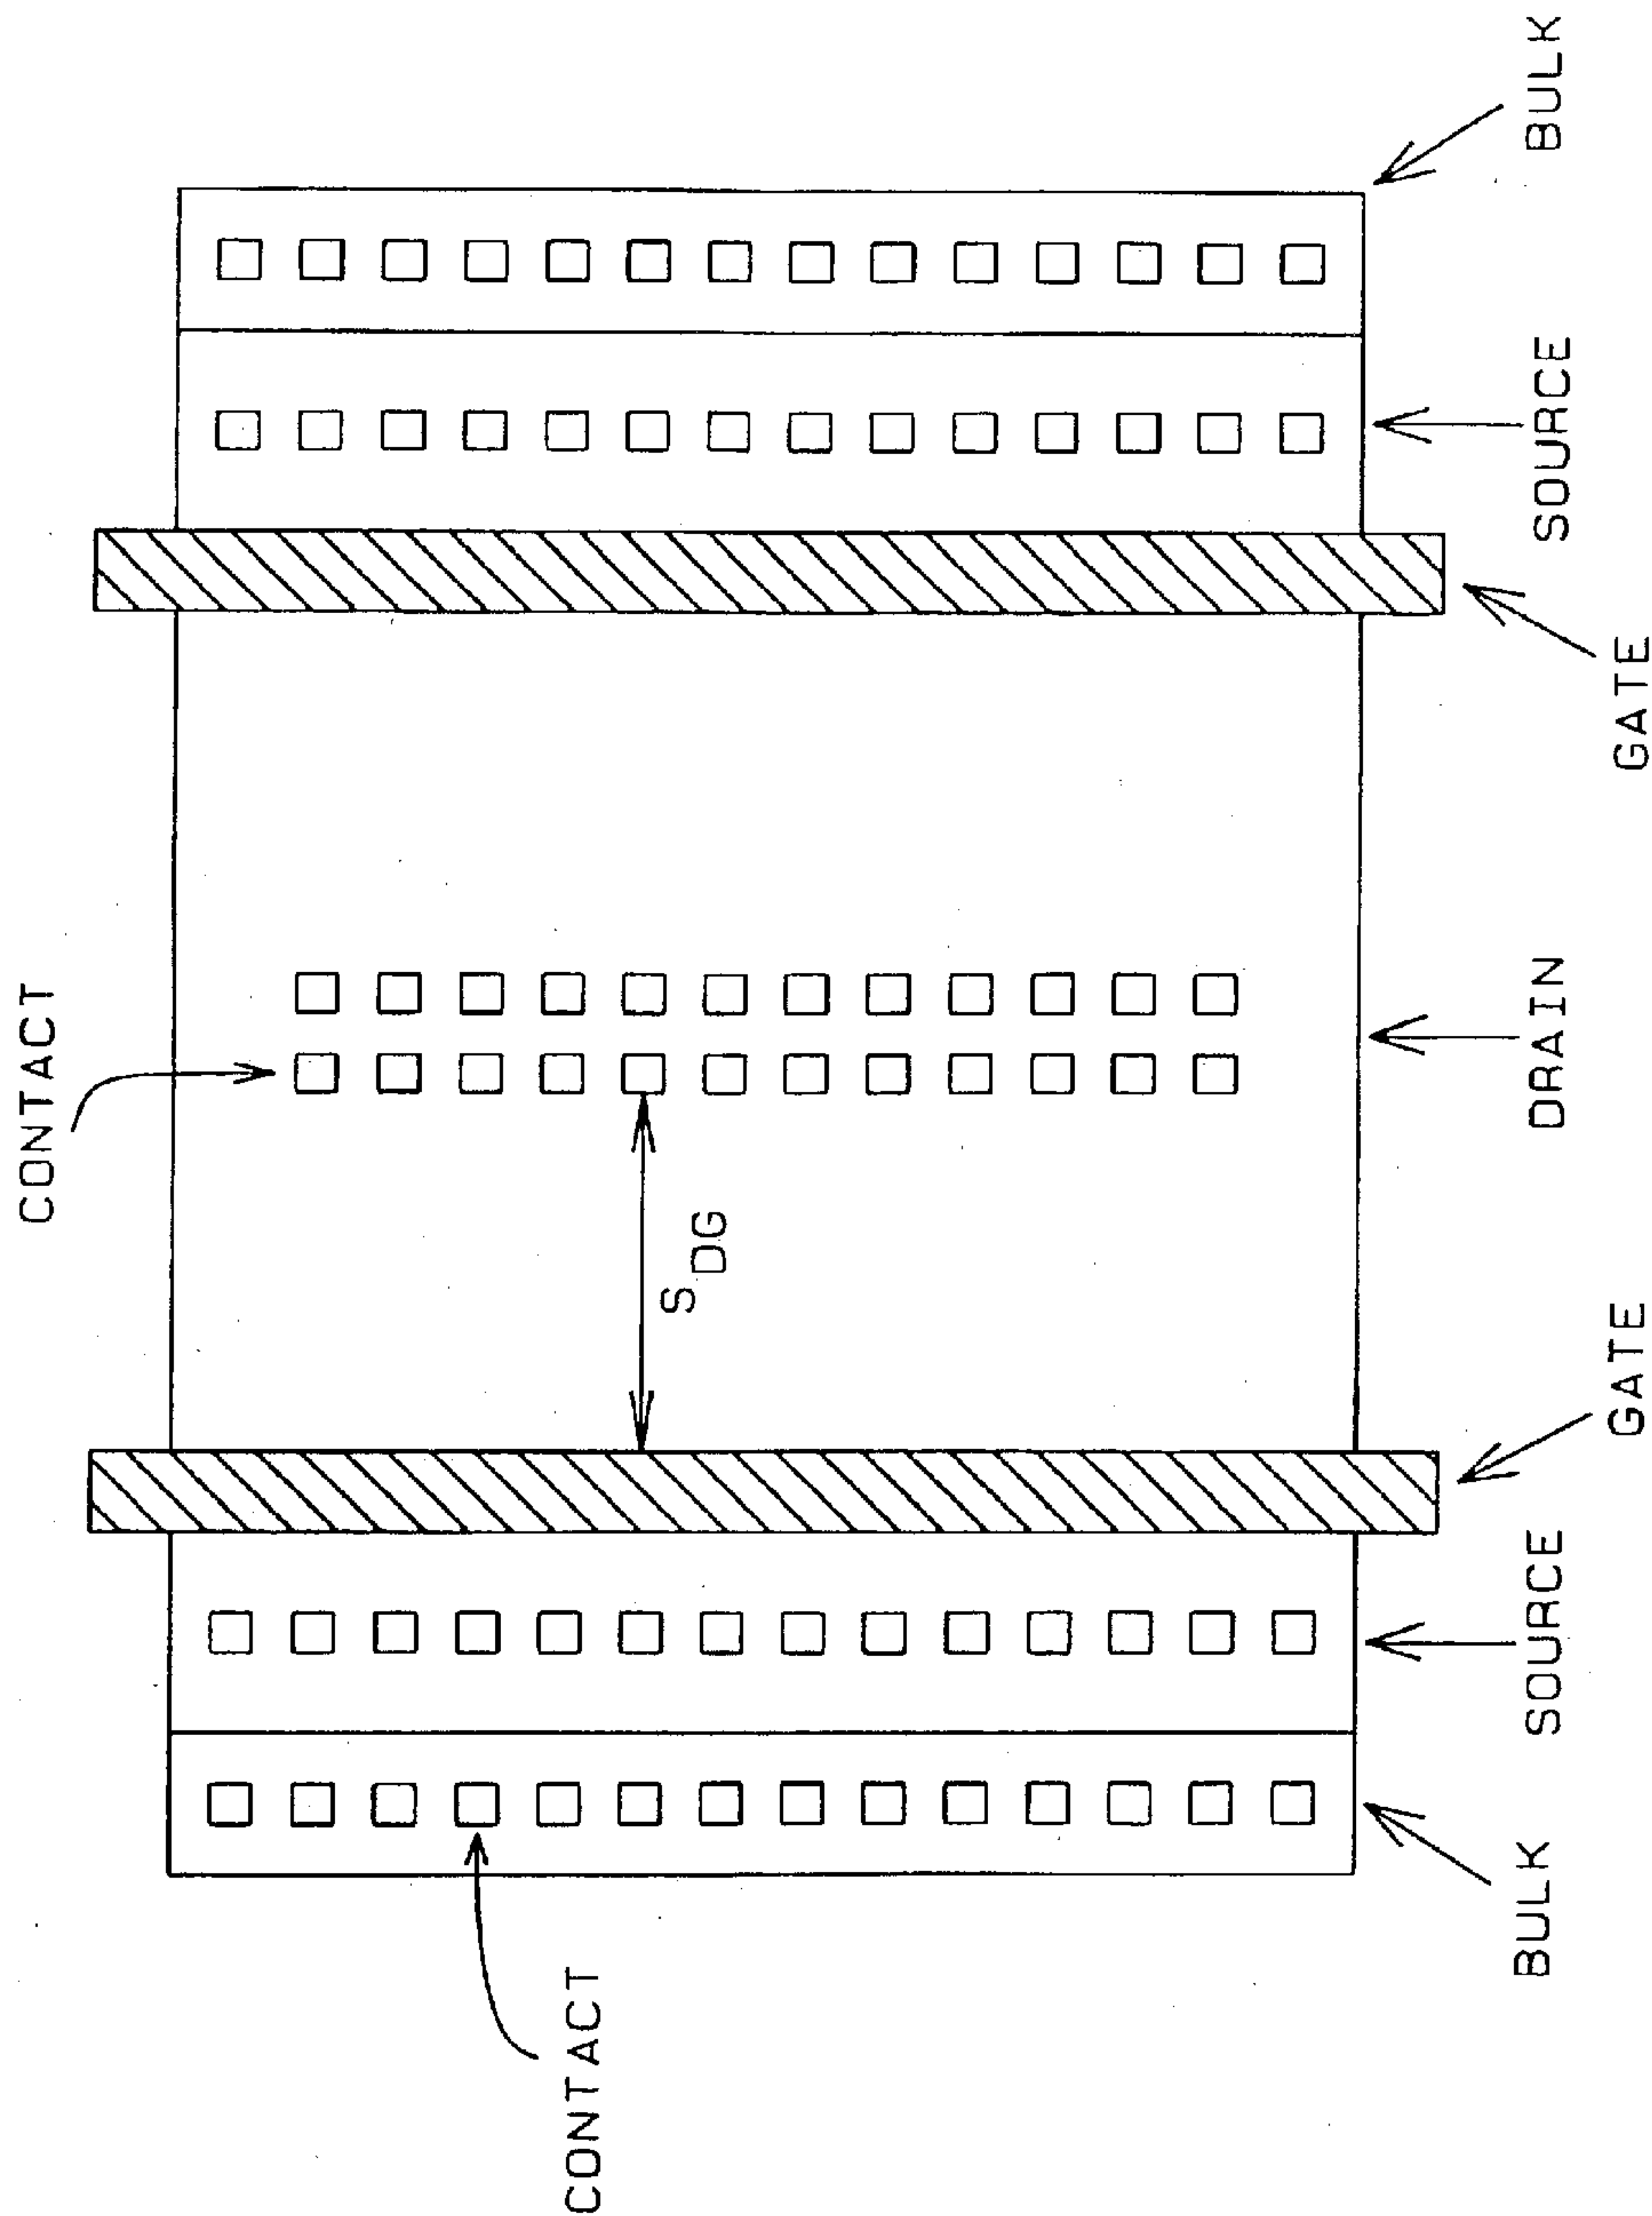 CONTACT
CONTACT
S DG
BULK
SOURCE
GATE
DRAIN
GATE
SOURCE
BULK